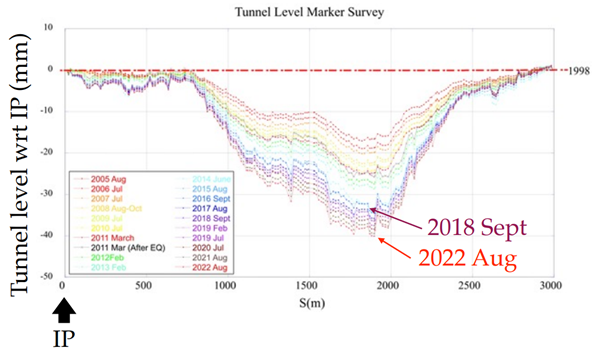 Tunnel Level Marker Survey
Tunnel level wrt IP (mm)
10
0
-10
-20
-30
-40
-50
1998
2005 Aug
2006 Jul
2007 Jul
2008 Aug-Oct
2009 Jul
2010 Jul
2011 March
2011 Mar (After EQ)
2012Feb
2013 Feb
2014 June
2015 Aug
2016 Sept
2017 Aug
2018 Sept
2019 Feb
2019 Jul
2020 Jul
2021 Aug
2022 Aug
2018 Sept
2022 Aug
0
500
1000
1500
2000
2500
3000
S(m)
IP